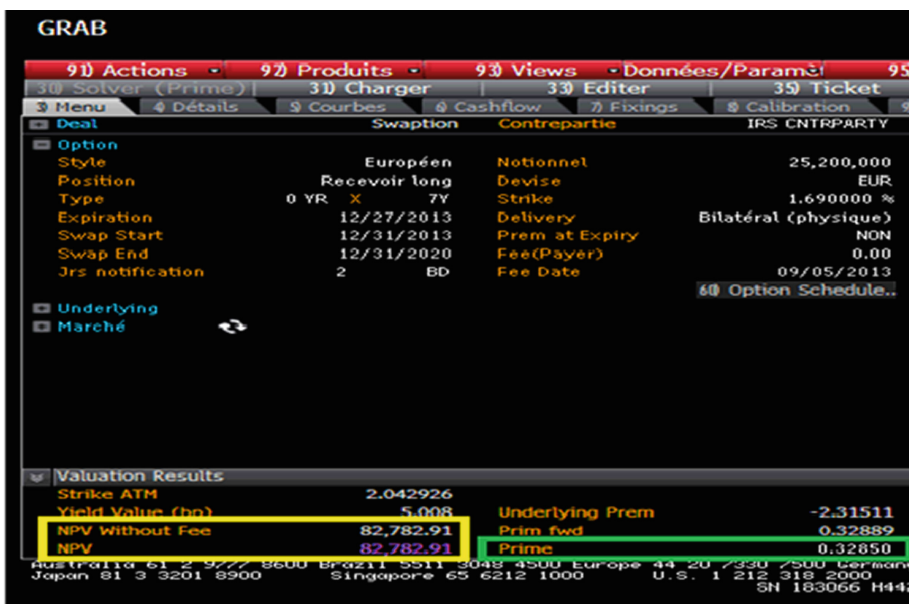 GRAB
91) Actions 92) Produits 93) Views Données/Paramèt 95
30) Solver (Prime) 31) Charger 33) Editer 35) Ticket
3) Menu 4) Détails 5) Courbes 6) Cashflow 7) Fixings 8) Calibration 9
Deal Swaption Contrepartie IRS CNTRPARTY
Option
Style Européen Notionnel 25,200,000
Position Recevoir long Devise EUR
Type 0 YR X 7Y Strike 1.690000 %
Expiration 12/27/2013 Delivery Bilatéral (physique)
Swap Start 12/31/2013 Prem at Expiry NON
Swap End 12/31/2020 Fee(Payer) 0.00
Jrs notification 2 BD Fee Date 09/05/2013
60) Option Schedule..
Underlying
Marché
Valuation Results
Strike ATM 2.042926
Yield Value (bp) 5.008 Underlying Prem -2.31511
NPV Without Fee 82,782.91 Prim fwd 0.32889
NPV 82,782.91 Prime 0.32850
Australia 61 2 9777 8600 Brazil 5511 3048 4500 Europe 44 20 7330 7500 German
Japan 81 3 3201 8900 Singapore 65 6212 1000 U.S. 1 212 318 2000
SN 183066 H442